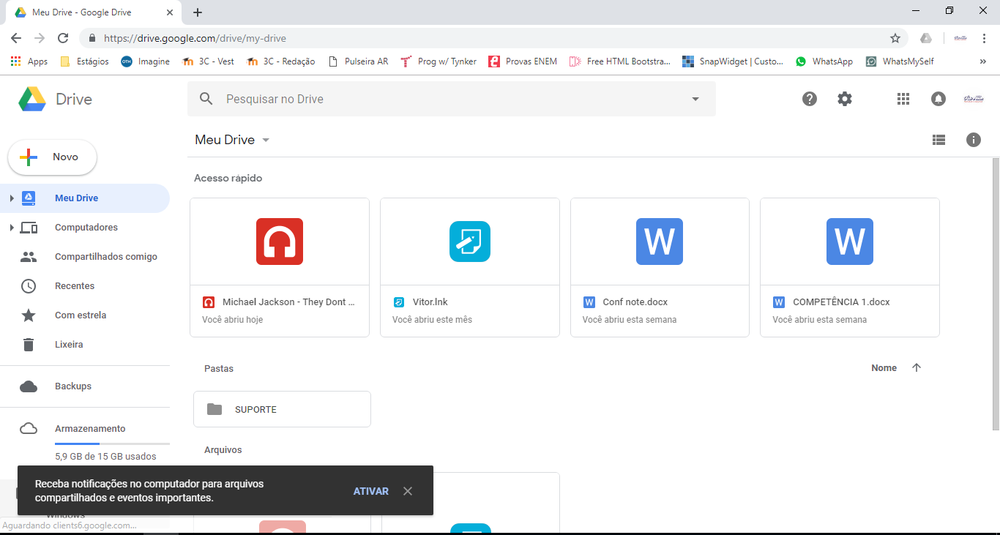 Meu Drive - Google Drive
https://drive.google.com/drive/my-drive
Apps Estágios Imagine 3C - Vest 3C - Redação Pulseira AR Prog w/ Tynker Provas ENEM Free HTML Bootstra... SnapWidget | Custo... WhatsApp WhatsMySelf »
Drive
Pesquisar no Drive
Novo
Meu Drive
Computadores
Compartilhados comigo
Recentes
Com estrela
Lixeira
Backups
Armazenamento
5,9 GB de 15 GB usados
Meu Drive
Acesso rápido
Michael Jackson - They Dont ...
Você abriu hoje
Vitor.lnk
Você abriu este mês
W
Conf note.docx
Você abriu esta semana
W
COMPETÊNCIA 1.docx
Você abriu esta semana
Pastas
Nome
SUPORTE
Arquivos
Receba notificações no computador para arquivos
compartilhados e eventos importantes.
ATIVAR
Windows
Aguardando clients6.google.com...